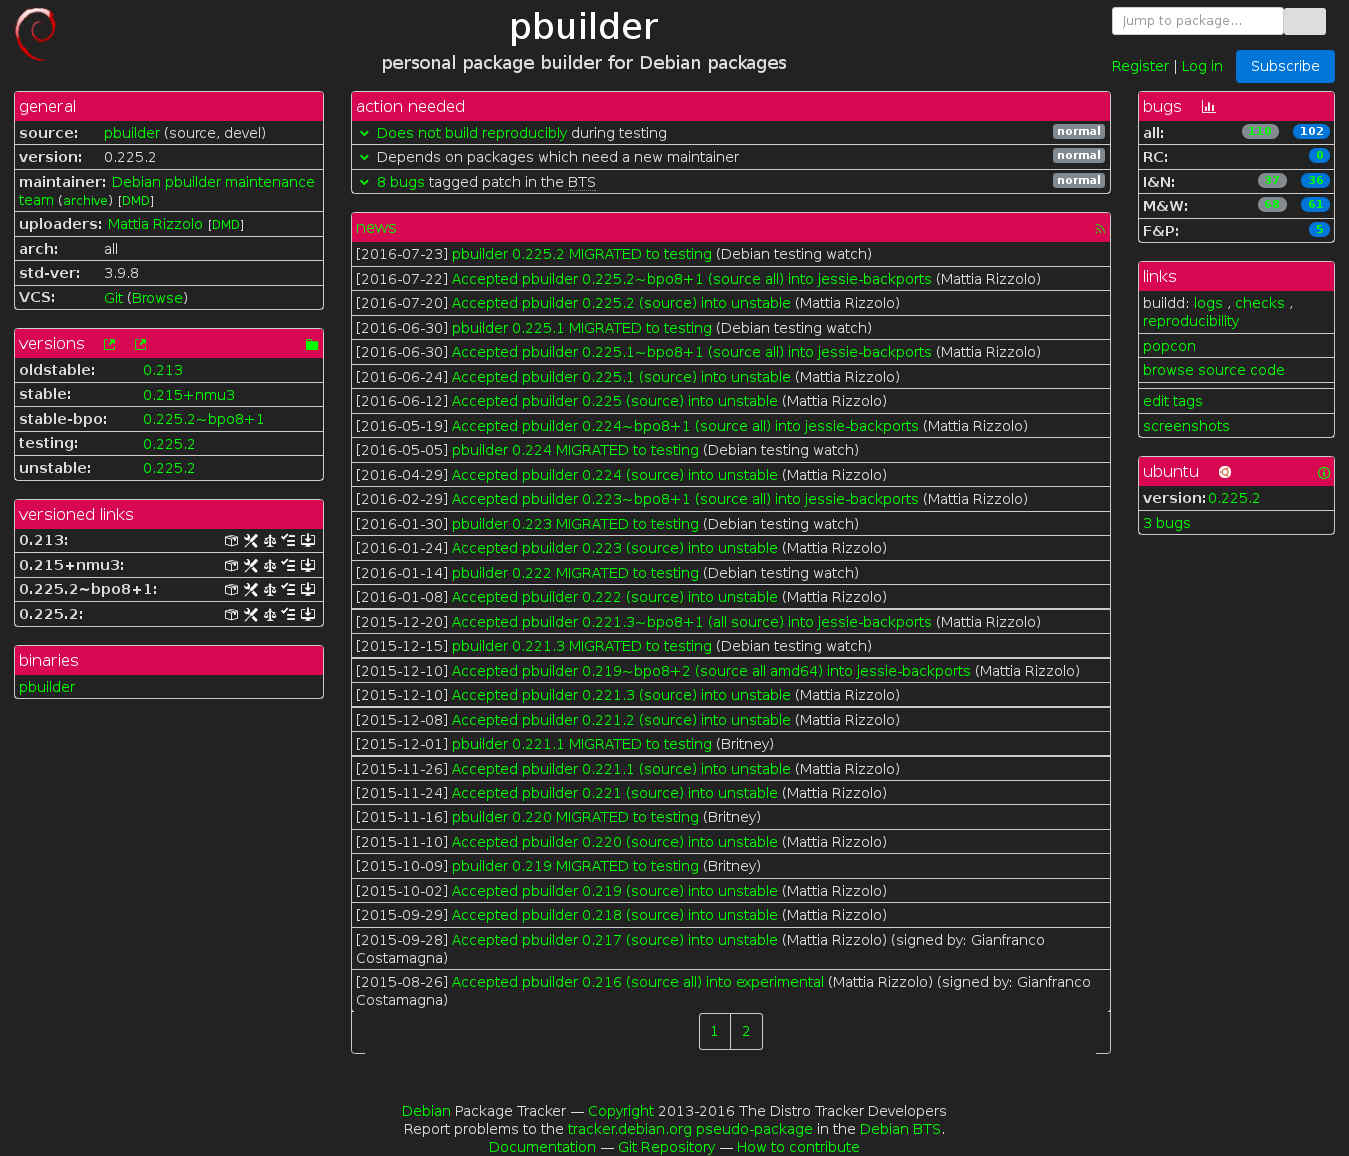 pbuilder
personal package builder for Debian packages
Jump to package...
Register | Log in
Subscribe
general
source: pbuilder (source, devel)
version: 0.225.2
maintainer: Debian pbuilder maintenance
team (archive) [DMD]
uploaders: Mattia Rizzolo [DMD]
arch: all
std-ver: 3.9.8
VCS: Git (Browse)
versions
oldstable: 0.213
stable: 0.215+nmu3
stable-bpo: 0.225.2~bpo8+1
testing: 0.225.2
unstable: 0.225.2
versioned links
0.213:
0.215+nmu3:
0.225.2~bpo8+1:
0.225.2:
binaries
pbuilder
action needed
Does not build reproducibly during testing normal
Depends on packages which need a new maintainer normal
8 bugs tagged patch in the BTS normal
news
[2016-07-23] pbuilder 0.225.2 MIGRATED to testing (Debian testing watch)
[2016-07-22] Accepted pbuilder 0.225.2~bpo8+1 (source all) into jessie-backports (Mattia Rizzolo)
[2016-07-20] Accepted pbuilder 0.225.2 (source) into unstable (Mattia Rizzolo)
[2016-06-30] pbuilder 0.225.1 MIGRATED to testing (Debian testing watch)
[2016-06-30] Accepted pbuilder 0.225.1~bpo8+1 (source all) into jessie-backports (Mattia Rizzolo)
[2016-06-24] Accepted pbuilder 0.225.1 (source) into unstable (Mattia Rizzolo)
[2016-06-12] Accepted pbuilder 0.225 (source) into unstable (Mattia Rizzolo)
[2016-05-19] Accepted pbuilder 0.224~bpo8+1 (source all) into jessie-backports (Mattia Rizzolo)
[2016-05-05] pbuilder 0.224 MIGRATED to testing (Debian testing watch)
[2016-04-29] Accepted pbuilder 0.224 (source) into unstable (Mattia Rizzolo)
[2016-02-29] Accepted pbuilder 0.223~bpo8+1 (source all) into jessie-backports (Mattia Rizzolo)
[2016-01-30] pbuilder 0.223 MIGRATED to testing (Debian testing watch)
[2016-01-24] Accepted pbuilder 0.223 (source) into unstable (Mattia Rizzolo)
[2016-01-14] pbuilder 0.222 MIGRATED to testing (Debian testing watch)
[2016-01-08] Accepted pbuilder 0.222 (source) into unstable (Mattia Rizzolo)
[2015-12-20] Accepted pbuilder 0.221.3~bpo8+1 (all source) into jessie-backports (Mattia Rizzolo)
[2015-12-15] pbuilder 0.221.3 MIGRATED to testing (Debian testing watch)
[2015-12-10] Accepted pbuilder 0.219~bpo8+2 (source all amd64) into jessie-backports (Mattia Rizzolo)
[2015-12-10] Accepted pbuilder 0.221.3 (source) into unstable (Mattia Rizzolo)
[2015-12-08] Accepted pbuilder 0.221.2 (source) into unstable (Mattia Rizzolo)
[2015-12-01] pbuilder 0.221.1 MIGRATED to testing (Britney)
[2015-11-26] Accepted pbuilder 0.221.1 (source) into unstable (Mattia Rizzolo)
[2015-11-24] Accepted pbuilder 0.221 (source) into unstable (Mattia Rizzolo)
[2015-11-16] pbuilder 0.220 MIGRATED to testing (Britney)
[2015-11-10] Accepted pbuilder 0.220 (source) into unstable (Mattia Rizzolo)
[2015-10-09] pbuilder 0.219 MIGRATED to testing (Britney)
[2015-10-02] Accepted pbuilder 0.219 (source) into unstable (Mattia Rizzolo)
[2015-09-29] Accepted pbuilder 0.218 (source) into unstable (Mattia Rizzolo)
[2015-09-28] Accepted pbuilder 0.217 (source) into unstable (Mattia Rizzolo) (signed by: Gianfranco
Costamagna)
[2015-08-26] Accepted pbuilder 0.216 (source all) into experimental (Mattia Rizzolo) (signed by: Gianfranco
Costamagna)
1 2
bugs
all: 102
RC: 0
I&N: 36
M&W: 61
F&P: 5
links
buildd: logs , checks ,
reproducibility
popcon
browse source code
edit tags
screenshots
ubuntu
version: 0.225.2
3 bugs
Debian Package Tracker — Copyright 2013-2016 The Distro Tracker Developers
Report problems to the tracker.debian.org pseudo-package in the Debian BTS.
Documentation — Git Repository — How to contribute